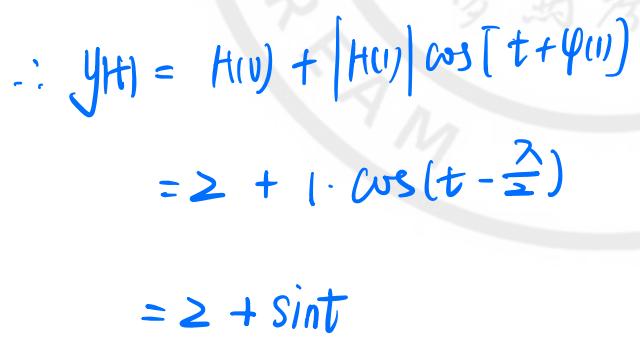 ∴ y(t) = H(0) + |H(1)| cos[t + φ(1)]
= 2 + 1 · cos(t - π/2)
= 2 + sint